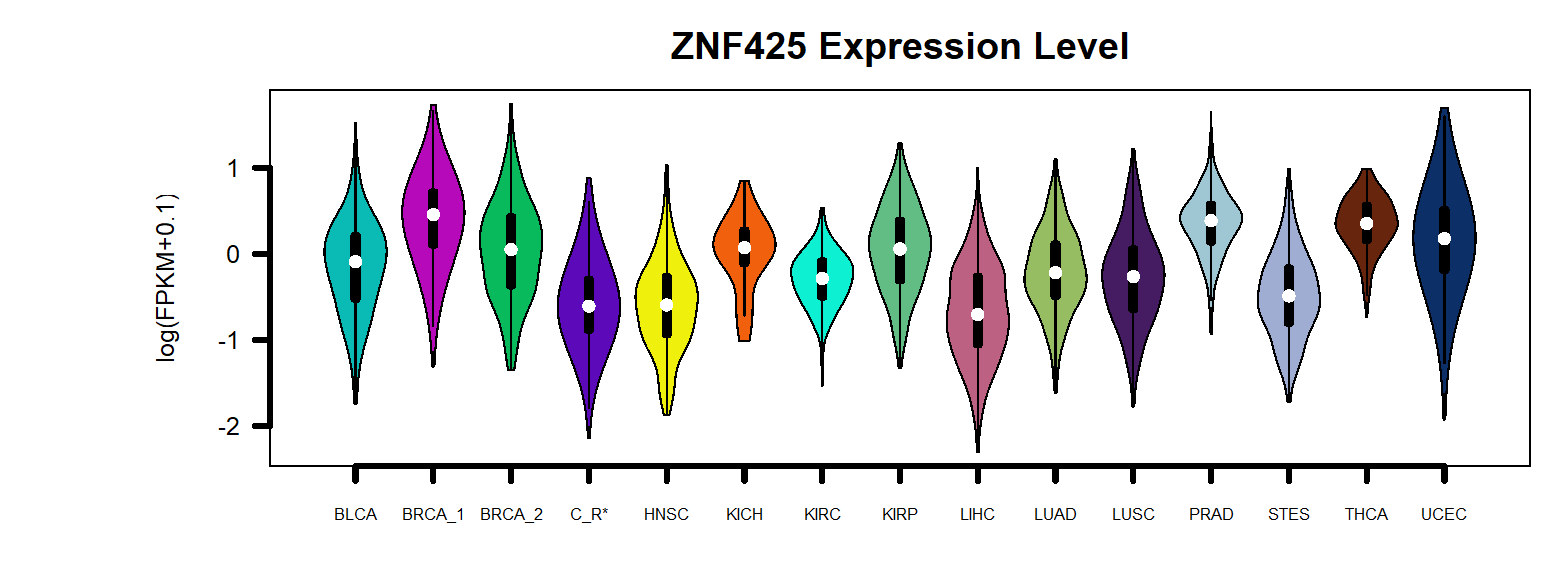 ZNF425 Expression Level
log(FPKM+0.1)
1
0
-1
-2
BLCA BRCA_1 BRCA_2 C_R* HNSC KICH KIRC KIRP LIHC LUAD LUSC PRAD STES THCA UCEC